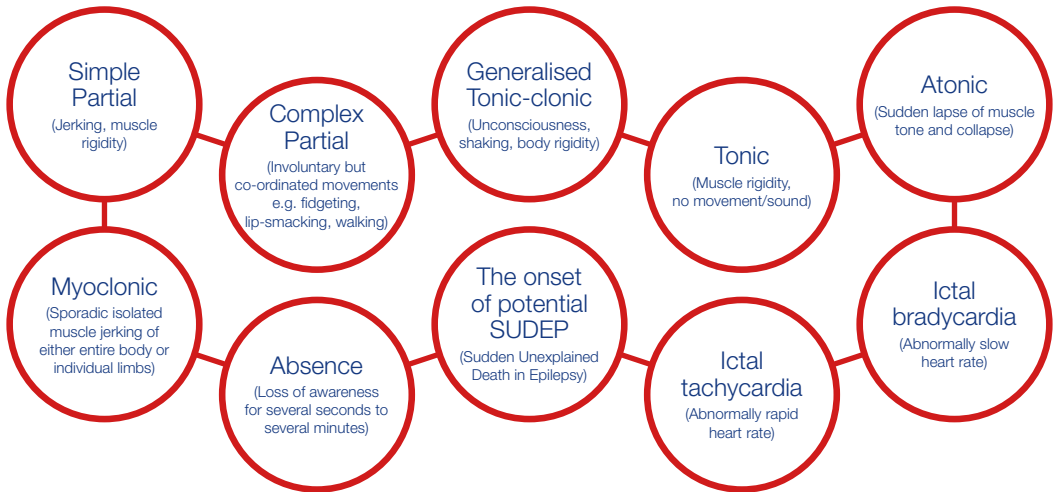 Simple
Partial
(Jerking, muscle
rigidity)
Complex
Partial
(Involuntary but
co-ordinated movements
e.g. fidgeting,
lip-smacking, walking)
Generalised
Tonic-clonic
(Unconsciousness,
shaking, body rigidity)
Tonic
(Muscle rigidity,
no movement/sound)
Atonic
(Sudden lapse of muscle
tone and collapse)
Myoclonic
(Sporadic isolated
muscle jerking of
either entire body or
individual limbs)
Absence
(Loss of awareness
for several seconds to
several minutes)
The onset
of potential
SUDEP
(Sudden Unexplained
Death in Epilepsy)
Ictal
tachycardia
(Abnormally rapid
heart rate)
Ictal
bradycardia
(Abnormally slow
heart rate)